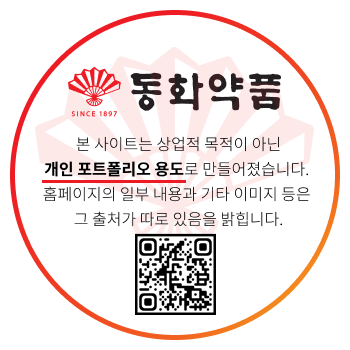 동화약품
SINCE 1897
본 사이트는 상업적 목적이 아닌
개인 포트폴리오 용도로 만들어졌습니다.
홈페이지의 일부 내용과 기타 이미지 등은
그 출처가 따로 있음을 밝힙니다.